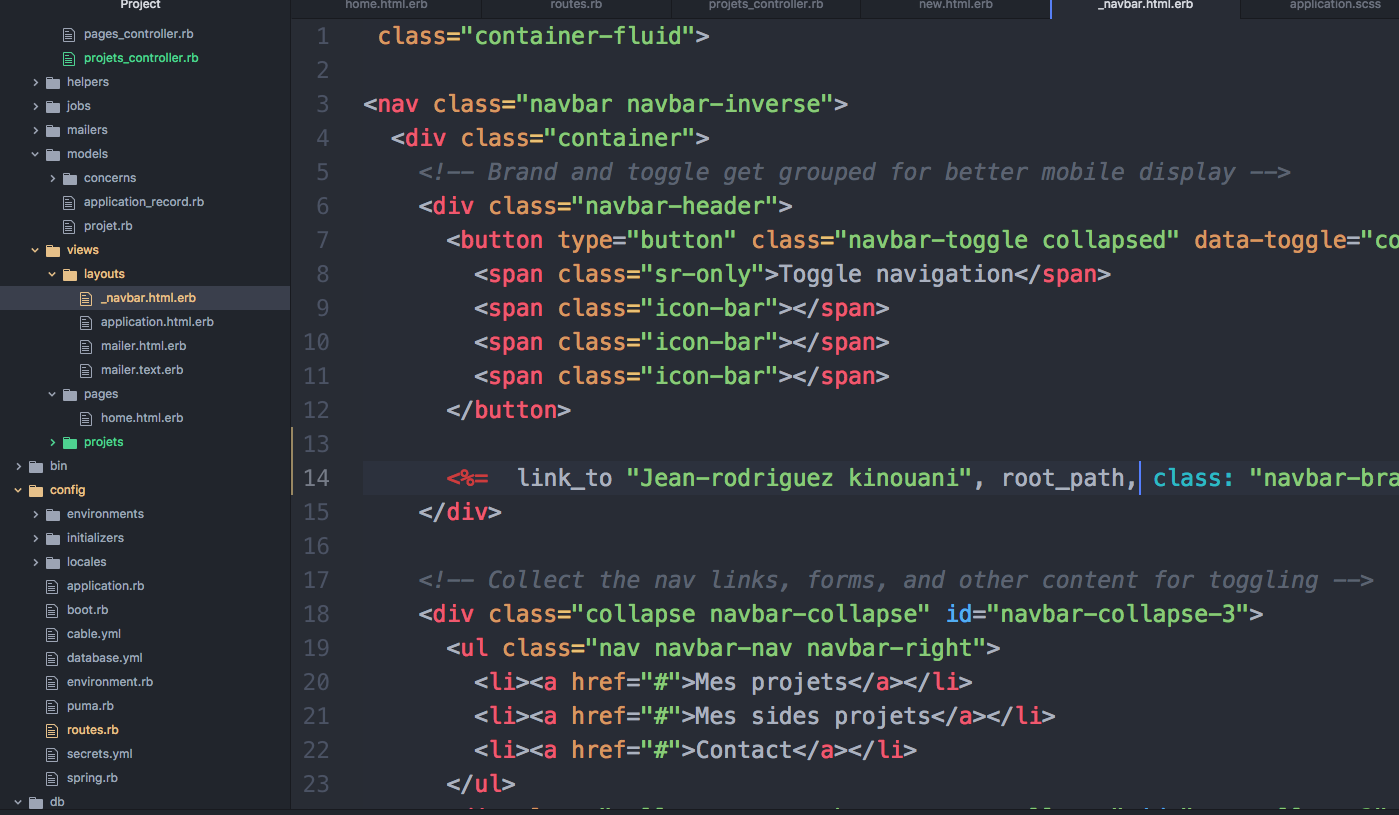 Project
home.html.erb
routes.rb
projets_controller.rb
new.html.erb
_navbar.html.erb
application.scss
pages_controller.rb
projets_controller.rb
helpers
jobs
mailers
models
concerns
application_record.rb
projet.rb
views
layouts
_navbar.html.erb
application.html.erb
mailer.html.erb
mailer.text.erb
pages
home.html.erb
projets
bin
config
environments
initializers
locales
application.rb
boot.rb
cable.yml
database.yml
environment.rb
puma.rb
routes.rb
secrets.yml
spring.rb
db
1 class="container-fluid">
2
3 <nav class="navbar navbar-inverse">
4 <div class="container">
5 <!-- Brand and toggle get grouped for better mobile display -->
6 <div class="navbar-header">
7 <button type="button" class="navbar-toggle collapsed" data-toggle="co
8 <span class="sr-only">Toggle navigation</span>
9 <span class="icon-bar"></span>
10 <span class="icon-bar"></span>
11 <span class="icon-bar"></span>
12 </button>
13
14 <%= link_to "Jean-rodriguez kinouani", root_path, class: "navbar-bra
15 </div>
16
17 <!-- Collect the nav links, forms, and other content for toggling -->
18 <div class="collapse navbar-collapse" id="navbar-collapse-3">
19 <ul class="nav navbar-nav navbar-right">
20 <li><a href="#">Mes projets</a></li>
21 <li><a href="#">Mes sides projets</a></li>
22 <li><a href="#">Contact</a></li>
23 </ul>